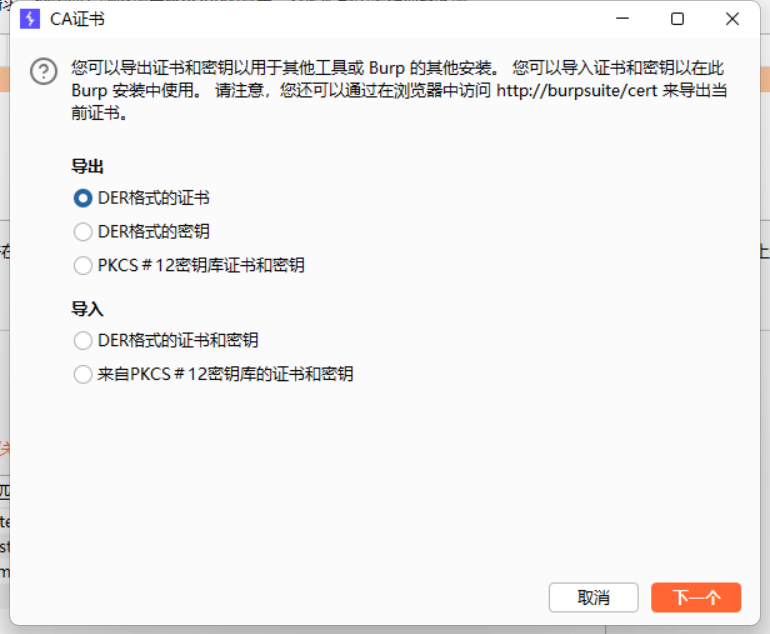 CA证书
您可以导出证书和密钥以用于其他工具或 Burp 的其他安装。 您可以导入证书和密钥以在此
Burp 安装中使用。 请注意，您还可以通过在浏览器中访问 http://burpsuite/cert 来导出当
前证书。
导出
DER格式的证书
DER格式的密钥
PKCS＃12密钥库证书和密钥
导入
DER格式的证书和密钥
来自PKCS＃12密钥库的证书和密钥
取消
下一个